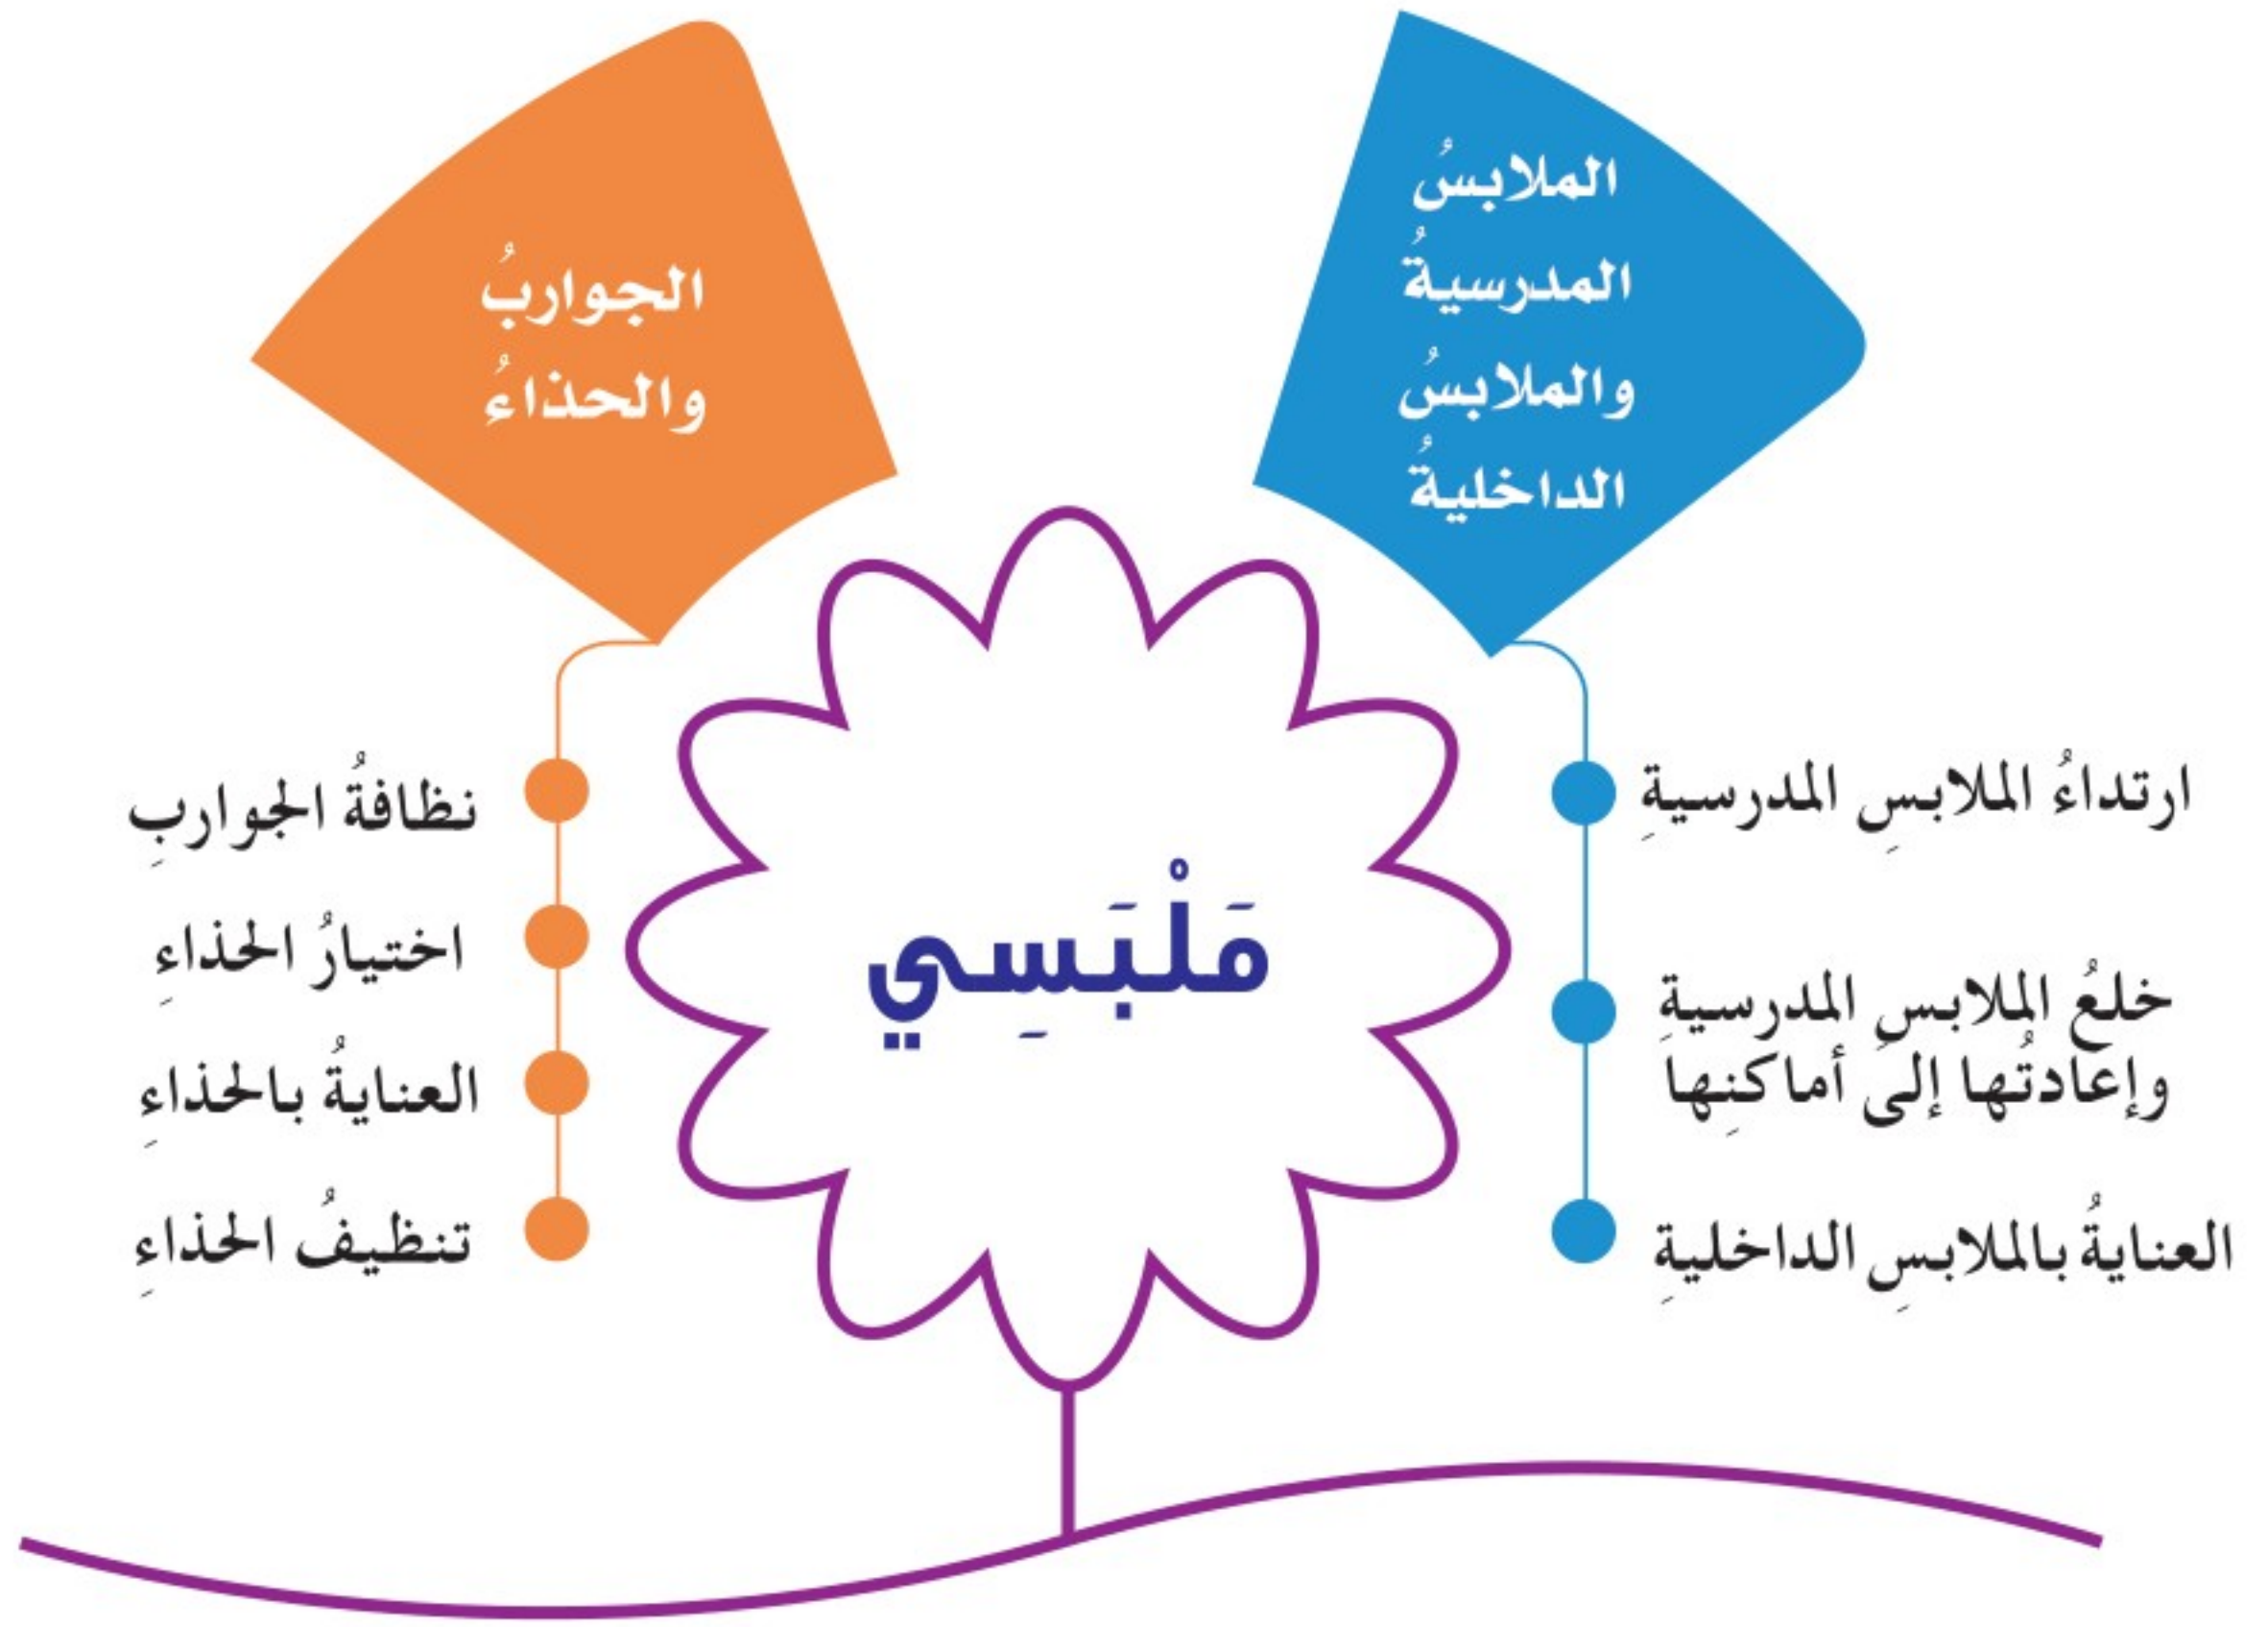 الملابسُ
المدرسيةُ
والملابسُ
الداخليةُ
ارتداءُ الملابسِ المدرسيةِ
خلعُ الملابسِ المدرسيةِ
وإعادتُها إلى أماكنِها
العنايةُ بالملابسِ الداخليةِ
مَلْبَسِي
الجواربُ
والحذاءُ
نظافةُ الجواربِ
اختيارُ الحذاءِ
العنايةُ بالحذاءِ
تنظيفُ الحذاءِ